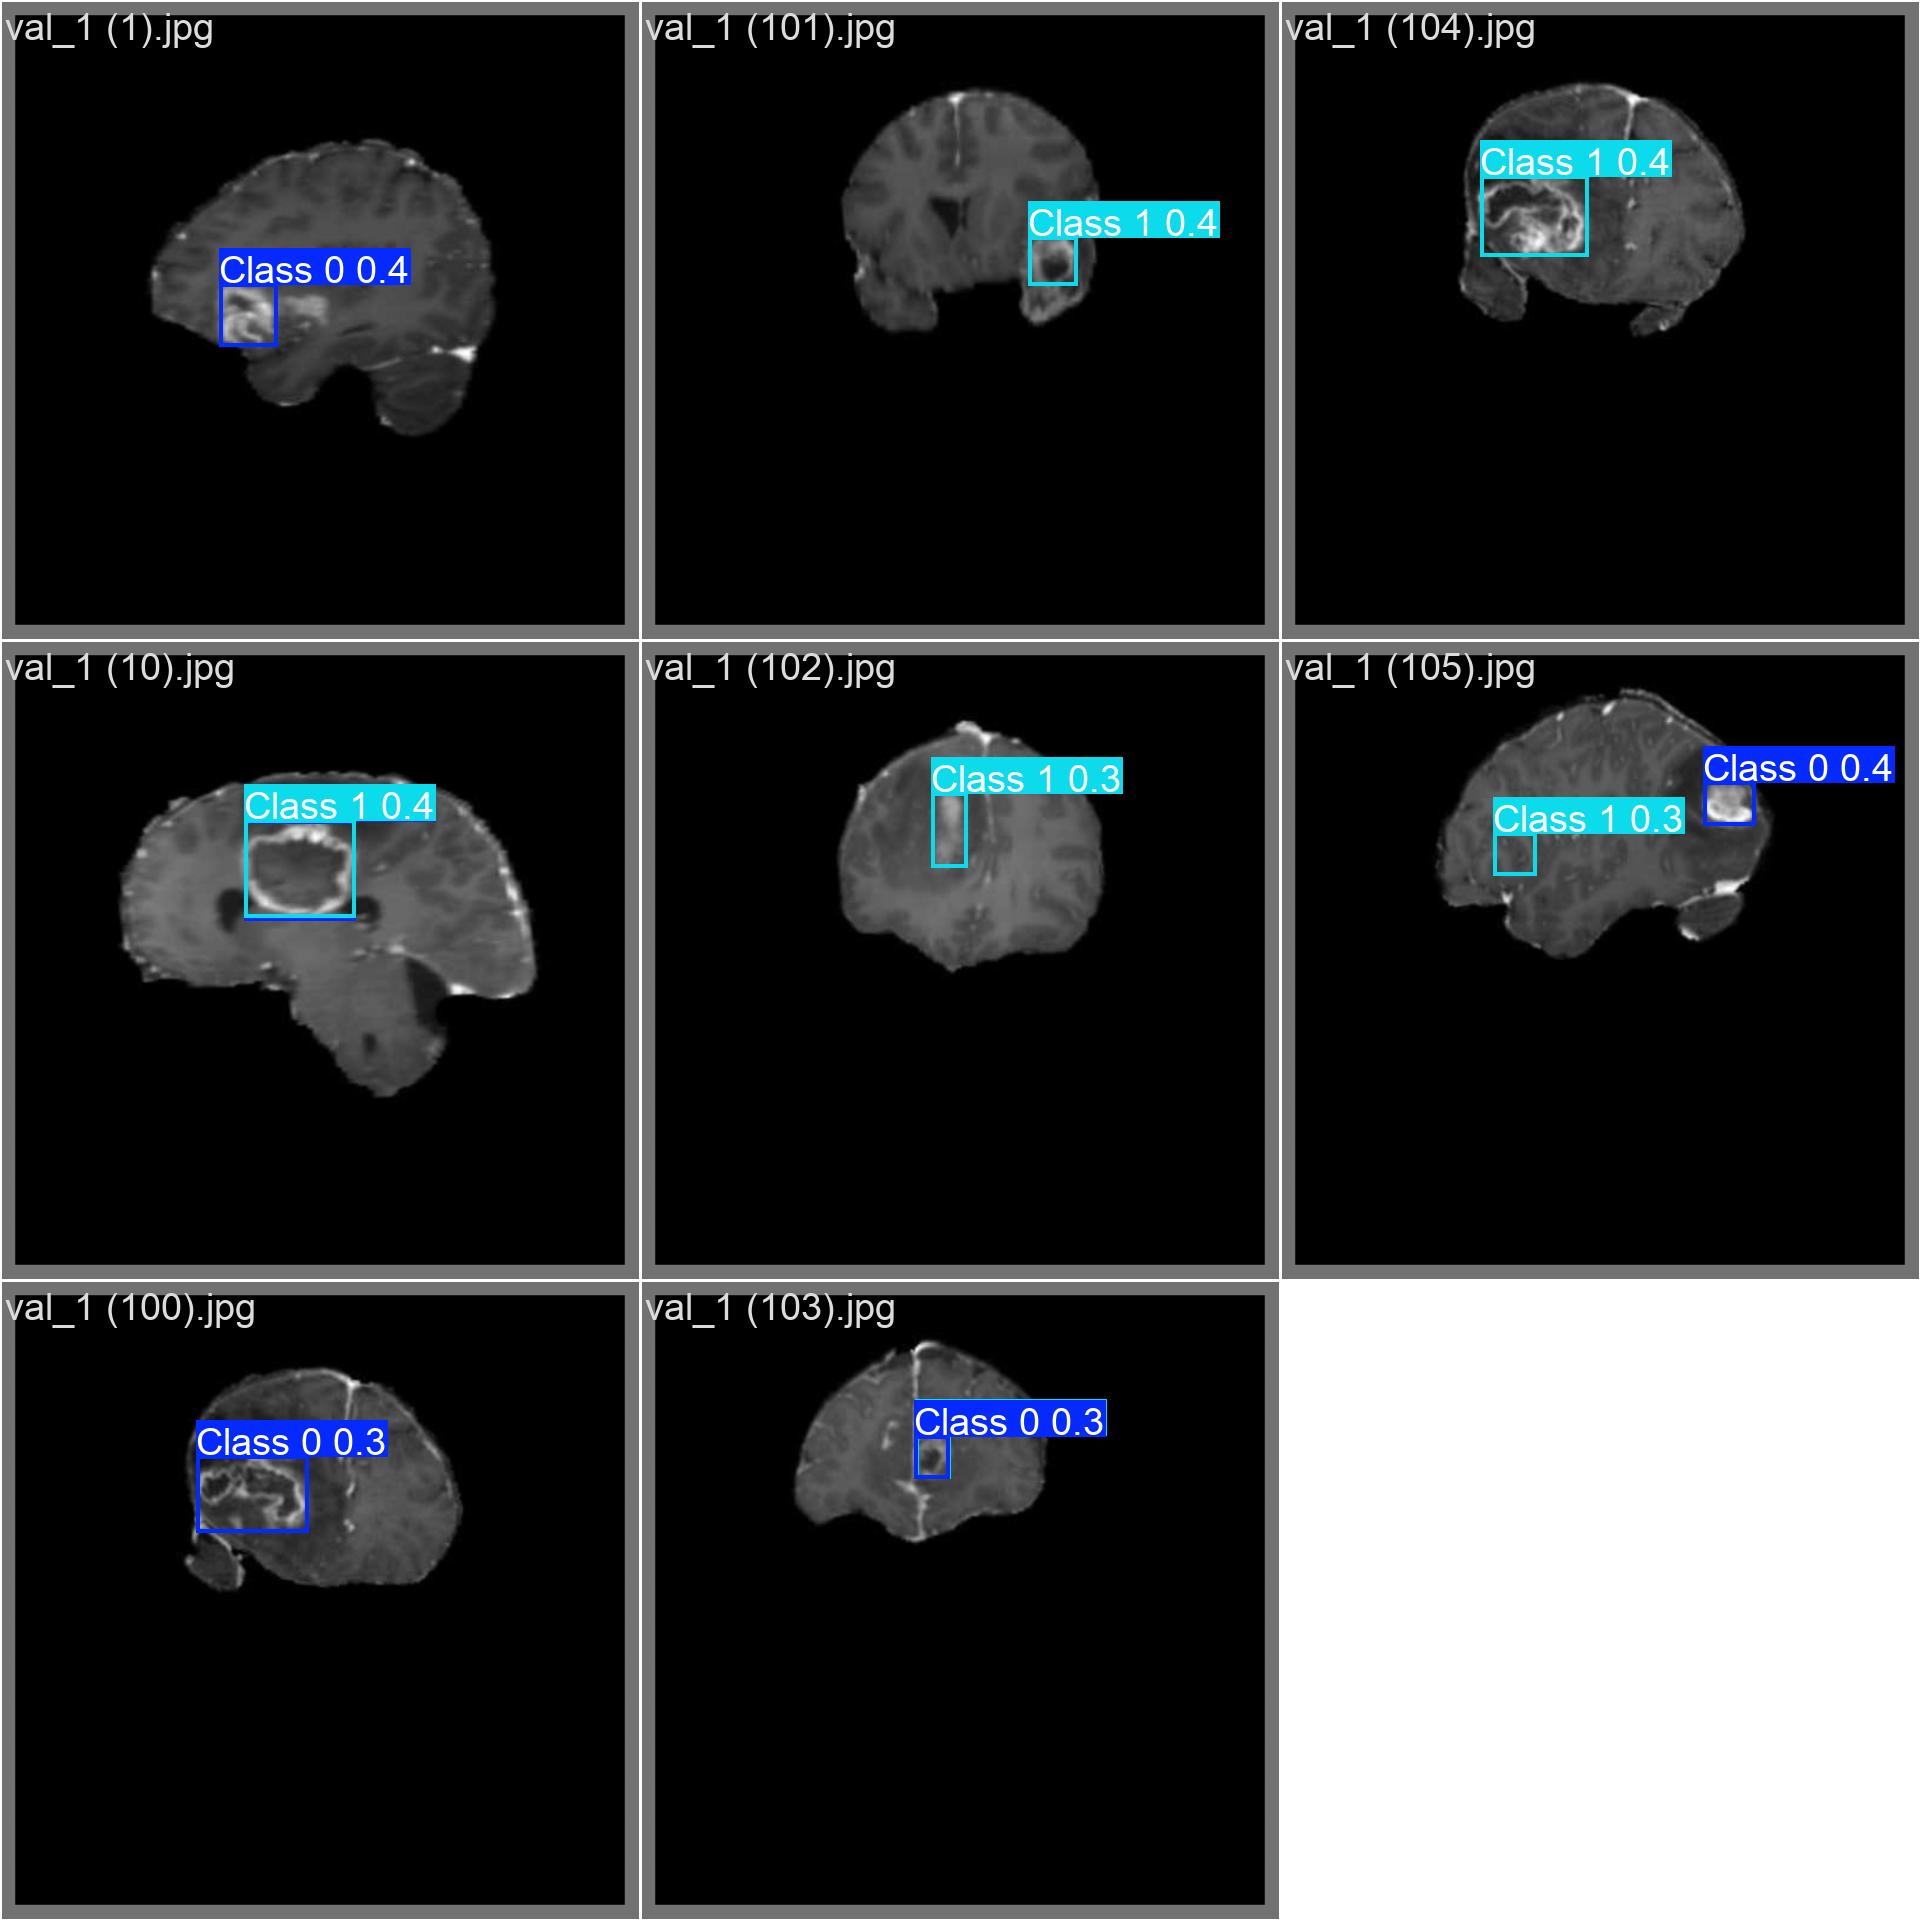 val_1 (1).jpg
Class 0 0.4
val_1 (101).jpg
Class 1 0.4
val_1 (104).jpg
Class 1 0.4
val_1 (10).jpg
Class 1 0.4
val_1 (102).jpg
Class 1 0.3
val_1 (105).jpg
Class 0 0.4
Class 1 0.3
val_1 (100).jpg
Class 0 0.3
val_1 (103).jpg
Class 0 0.3